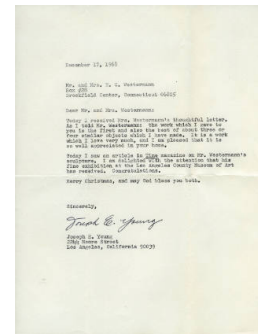 December 17, 1968
Mr. and Mrs. H. C. Westermann
Box 28B
Brookfield Center, Connecticut 06805
Dear Mr. and Mrs. Westermann:
Today I received Mrs. Westermann's thoughtful letter.
As I told Mr. Westermann: the work which I gave to
you is the first and also the best of about three or
four similar objects which I have made. It is a work
which I love very much, and I am pleased that it is
so well appreciated in your home.
Today I saw an article in Time magazine on Mr. Westermann's
sculpture. I am delighted with the attention that his
fine exhibition at the Los Angeles County Museum of Art
has received. Congratulations.
Merry Christmas, and may God bless you both.
Sincerely,
Joseph E. Young
Joseph E. Young
Street
Los Angeles, California 90039